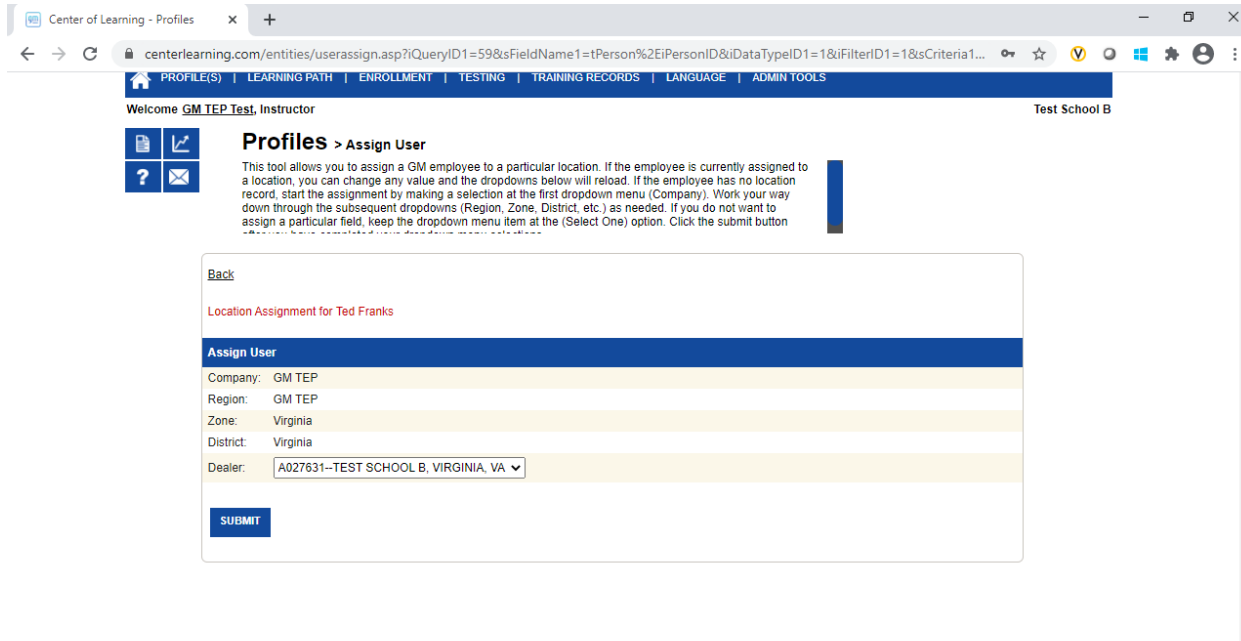 Center of Learning - Profiles
centerlearning.com/entities/userassign.asp?iQueryID1=59&sFieldName1=tPerson%2EiPersonID&iDataTypeID1=1&iFilterID1=1&sCriteria1...
PROFILE(S) | LEARNING PATH | ENROLLMENT | TESTING | TRAINING RECORDS | LANGUAGE | ADMIN TOOLS
Welcome GM TEP Test, Instructor Test School B
Profiles > Assign User
This tool allows you to assign a GM employee to a particular location. If the employee is currently assigned to
a location, you can change any value and the dropdowns below will reload. If the employee has no location
record, start the assignment by making a selection at the first dropdown menu (Company). Work your way
down through the subsequent dropdowns (Region, Zone, District, etc.) as needed. If you do not want to
assign a particular field, keep the dropdown menu item at the (Select One) option. Click the submit button
Back
Location Assignment for Ted Franks
Assign User
Company: GM TEP
Region: GM TEP
Zone: Virginia
District: Virginia
Dealer: A027631--TEST SCHOOL B, VIRGINIA, VA
SUBMIT